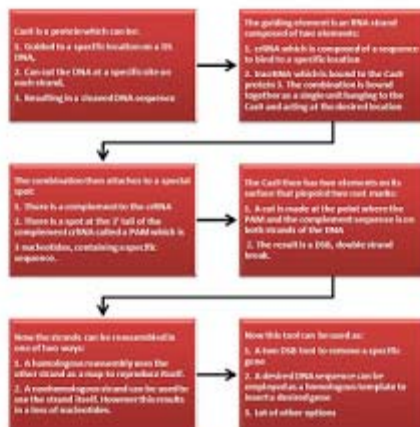 Cas9 is a protein which can be:
1. Guided to a specific location on a DS
DNA,
2. Can cut the DNA at a specific site on
each strand,
3. Resulting in a cleaved DNA sequence
The guiding element is an RNA strand
composed of two elements:
1. crRNA which is composed of a sequence
to bind to a specific location
2. tracrRNA which is bound to the Cas9
protein 3. The combination is bound
together as a single unit hanging to the
Cas9 and acting at the desired location
The combination then attaches to a special
spot:
1. There is a complement to the crRNA
2. There is a spot at the 3' tail of the
complement crRNA called a PAM which is
3 nucleotides, containing a specific
sequence.
The Cas9 then has two elements on its
surface that pinpoint two cut marks:
1. A cut is made at the point where the
PAM and the complement sequence is on
both strands of the DNA
2. The result is a DSB, double strand
break.
Now the strands can be reassembled in
one of two ways:
1. A homologous reassembly uses the
other strand as a map to reproduce itself.
2. A nonhomologous strand can be used to
use the strand itself. However this results
in a loss of nucleotides.
Now this tool can be used as:
1. A two DSB tool to remove a specific
gene
2. A desired DNA sequence can be
employed as a homologous template to
insert a desired gene
3. Lot of other options